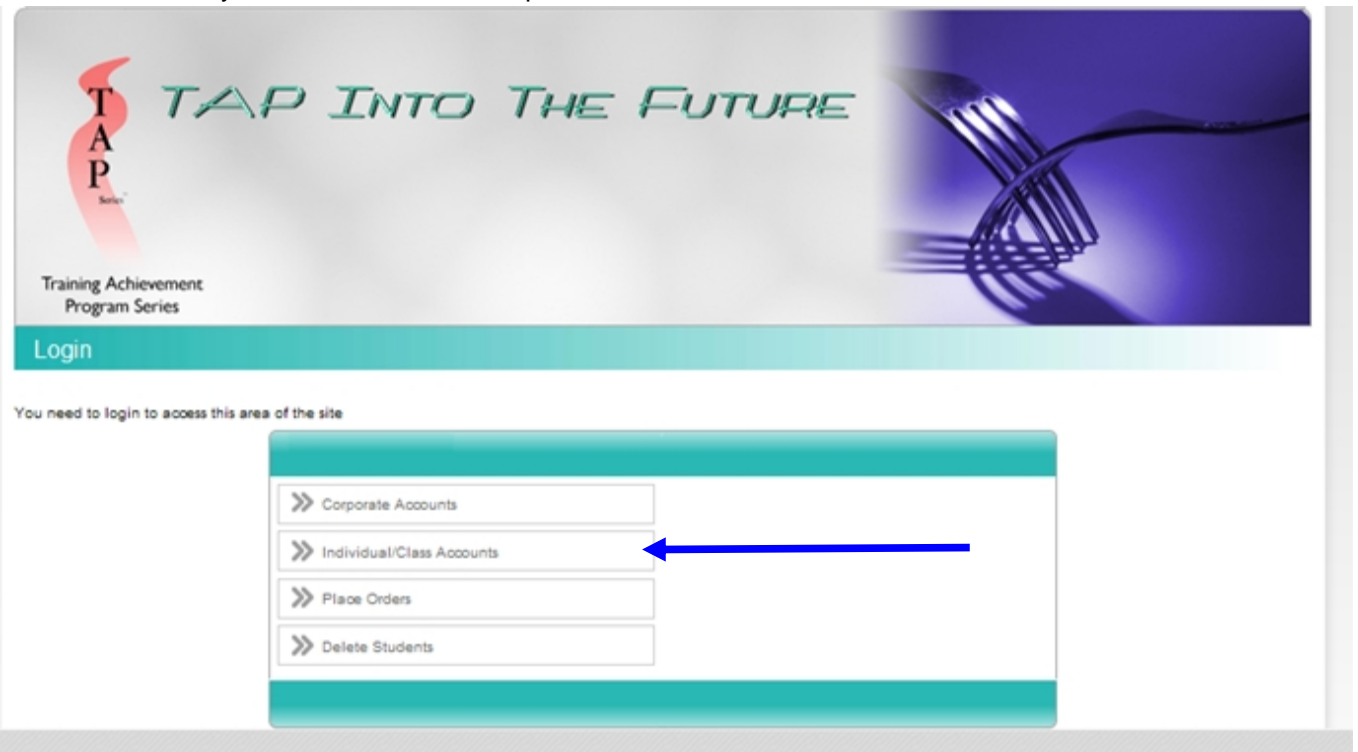 TAP INTO THE FUTURE
T
A
P
Series
Training Achievement
Program Series
Login
You need to login to access this area of the site
Corporate Accounts
Individual/Class Accounts
Place Orders
Delete Students